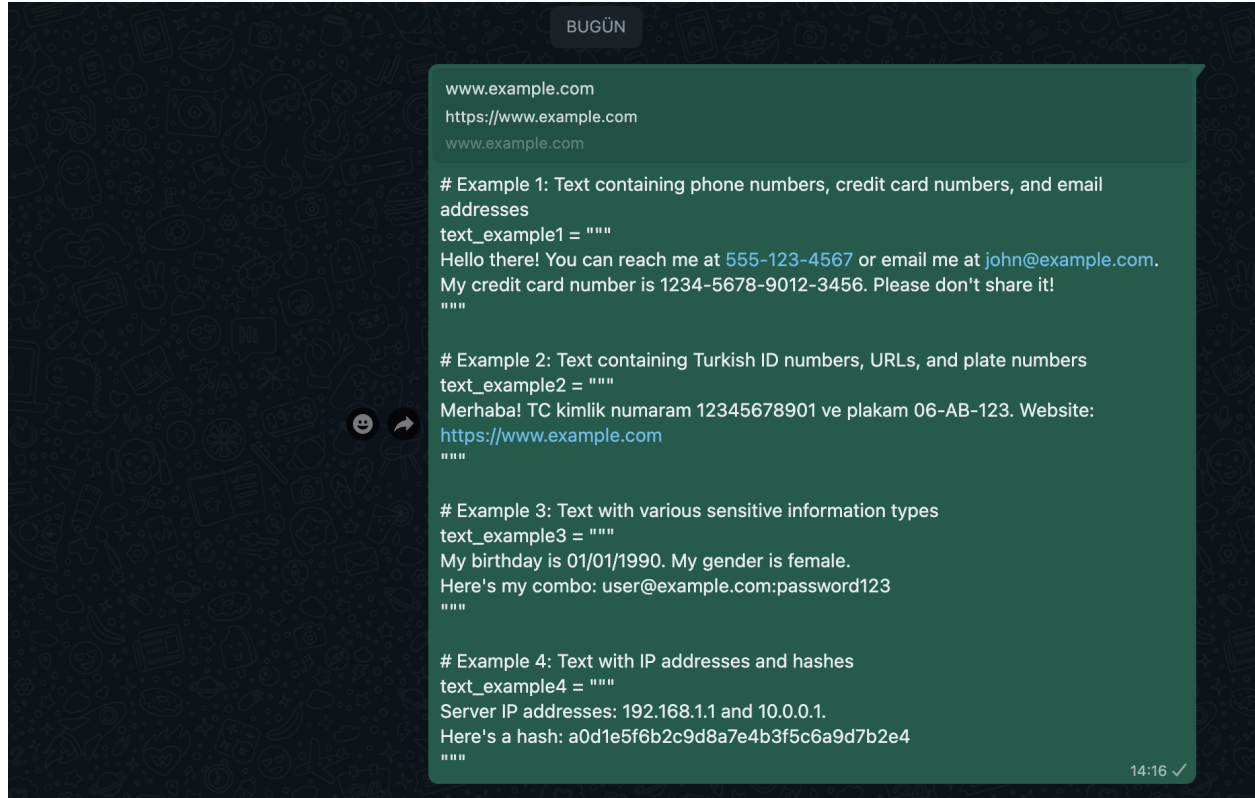 BUGÜN
www.example.com
https://www.example.com
www.example.com
# Example 1: Text containing phone numbers, credit card numbers, and email
addresses
text_example1 = """
Hello there! You can reach me at 555-123-4567 or email me at john@example.com.
My credit card number is 1234-5678-9012-3456. Please don't share it!
"""
# Example 2: Text containing Turkish ID numbers, URLs, and plate numbers
text_example2 = """
Merhaba! TC kimlik numaram 12345678901 ve plakam 06-AB-123. Website:
https://www.example.com
"""
# Example 3: Text with various sensitive information types
text_example3 = """
My birthday is 01/01/1990. My gender is female.
Here's my combo: user@example.com:password123
"""
# Example 4: Text with IP addresses and hashes
text_example4 = """
Server IP addresses: 192.168.1.1 and 10.0.0.1.
Here's a hash: a0d1e5f6b2c9d8a7e4b3f5c6a9d7b2e4
"""
14:16